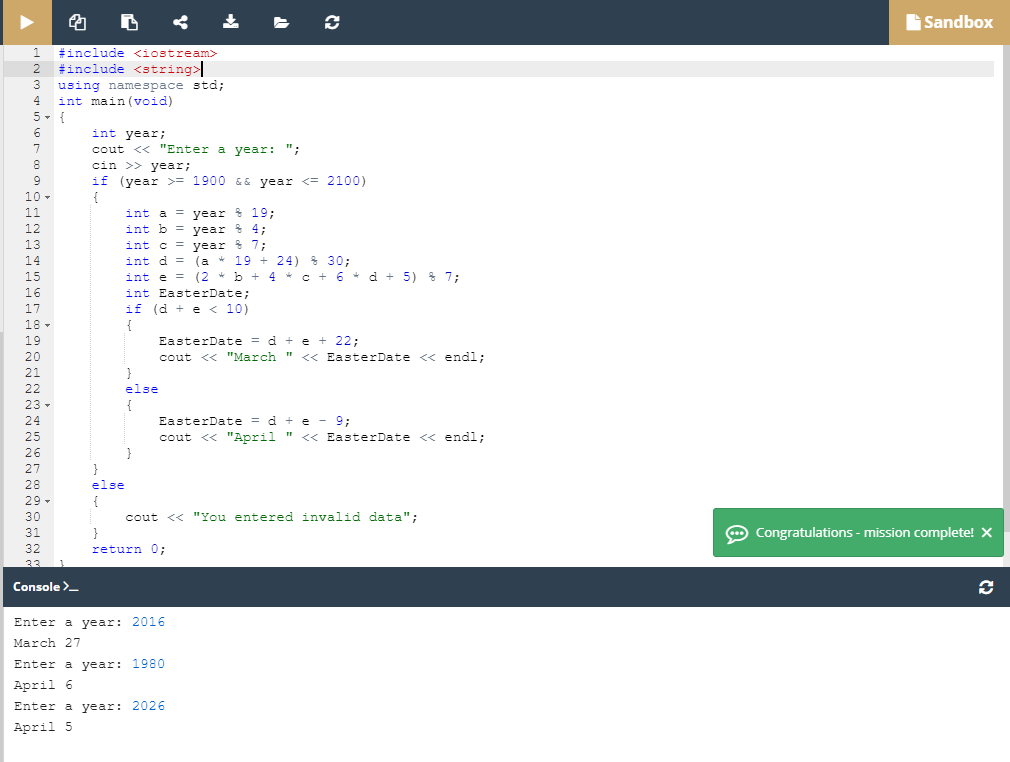 Sandbox
1 #include <iostream>
2 #include <string>
3 using namespace std;
4 int main(void)
5 {
6 int year;
7 cout << "Enter a year: ";
8 cin >> year;
9 if (year >= 1900 && year <= 2100)
10 {
11 int a = year % 19;
12 int b = year % 4;
13 int c = year % 7;
14 int d = (a * 19 + 24) % 30;
15 int e = (2 * b + 4 * c + 6 * d + 5) % 7;
16 int EasterDate;
17 if (d + e < 10)
18 {
19 EasterDate = d + e + 22;
20 cout << "March " << EasterDate << endl;
21 }
22 else
23 {
24 EasterDate = d + e - 9;
25 cout << "April " << EasterDate << endl;
26 }
27 }
28 else
29 {
30 cout << "You entered invalid data";
31 }
32 return 0;
33 }
Congratulations - mission complete! ×
Console >_
Enter a year: 2016
March 27
Enter a year: 1980
April 6
Enter a year: 2026
April 5